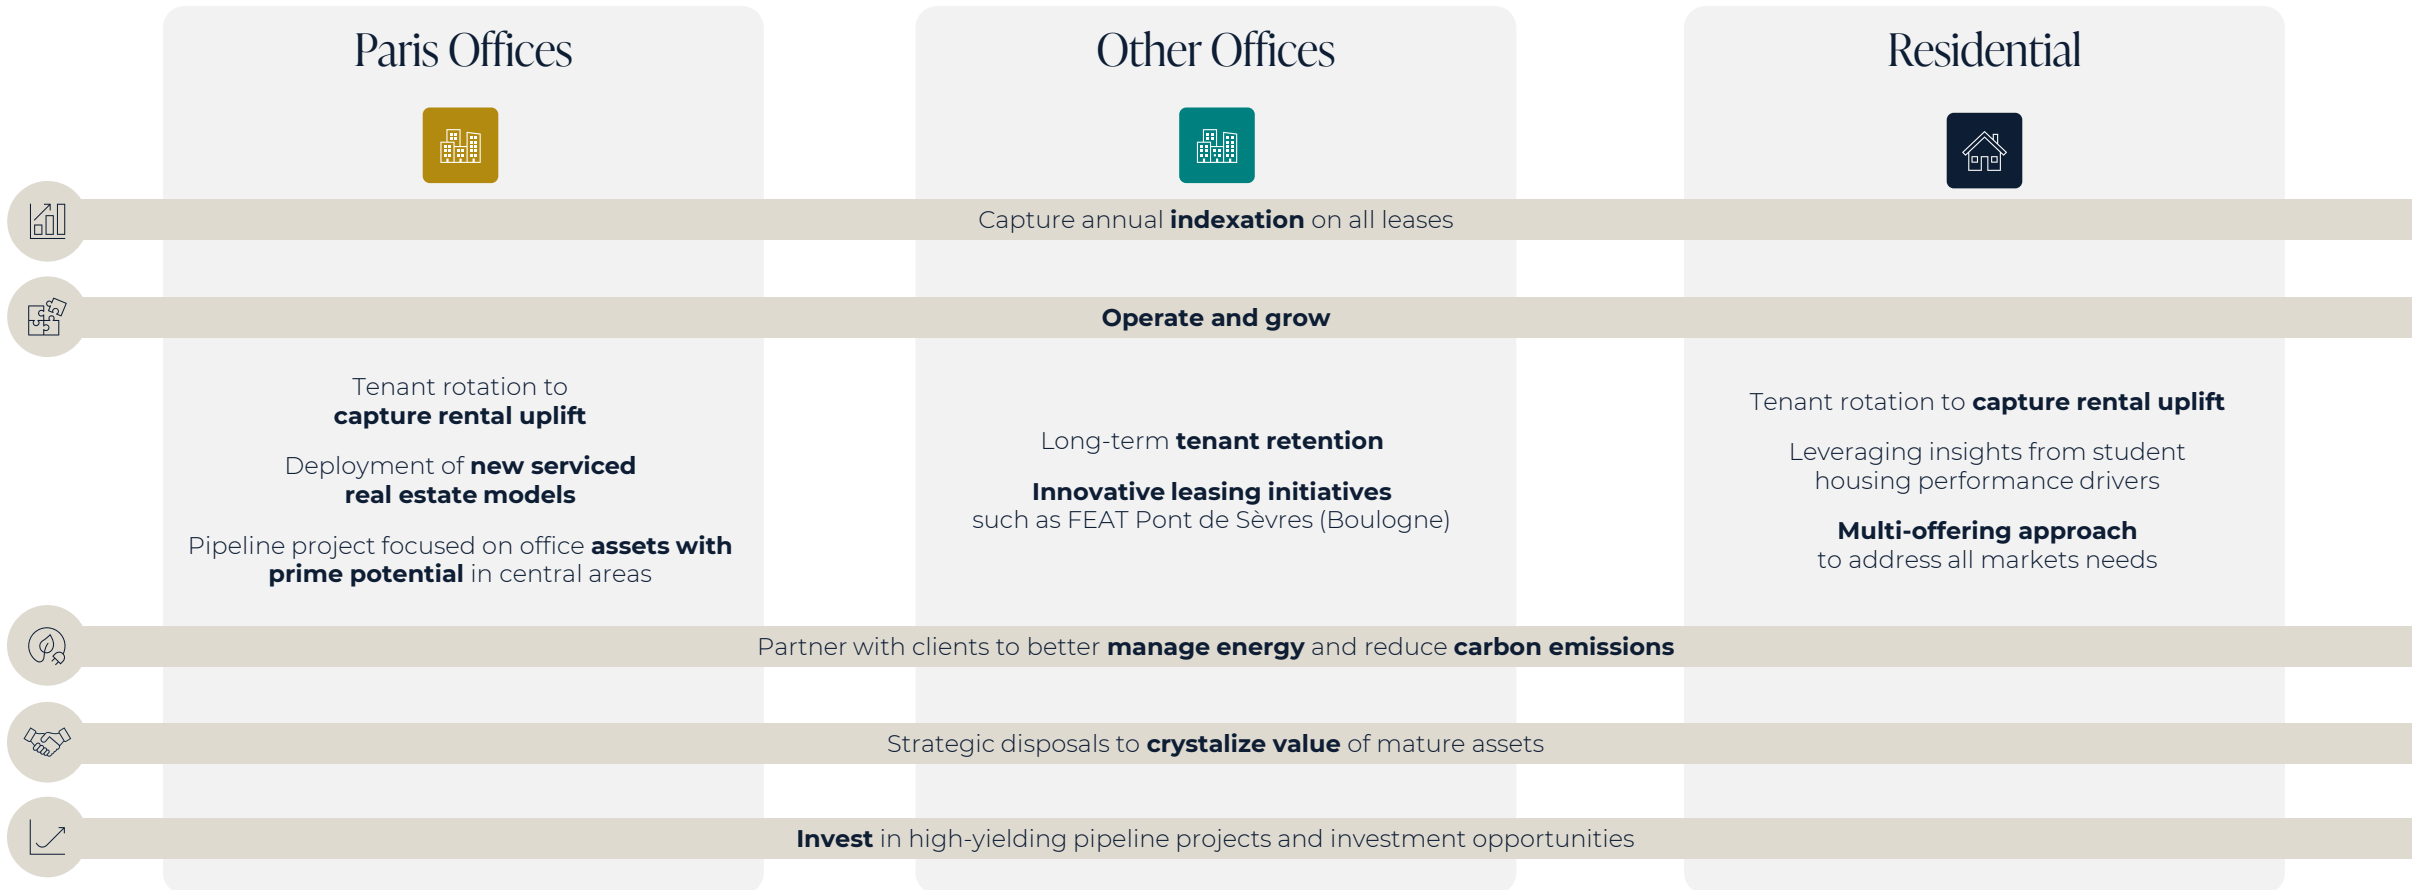 Paris Offices
Other Offices
Residential
Capture annual indexation on all leases
Operate and grow
Tenant rotation to
capture rental uplift
Deployment of new serviced
real estate models
Pipeline project focused on office assets with
prime potential in central areas
Long-term tenant retention
Innovative leasing initiatives
such as FEAT Pont de Sèvres (Boulogne)
Tenant rotation to capture rental uplift
Leveraging insights from student
housing performance drivers
Multi-offering approach
to address all markets needs
Partner with clients to better manage energy and reduce carbon emissions
Strategic disposals to crystalize value of mature assets
Invest in high-yielding pipeline projects and investment opportunities